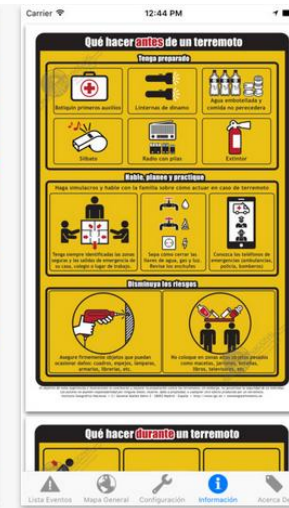 Carrier 12:44 PM
Qué hacer antes de un terremoto
Tenga preparado
Botiquín primeros auxilios
Linternas de dinamo
Agua embotellada y
comida no perecedera
Silbato
Radio con pilas
Extintor
Hable, planee y practique
Haga simulacros y hable con la familia sobre cómo actuar en caso de terremoto
Tenga siempre identificadas las zonas
seguras y las salidas de emergencia de
su casa, colegio o lugar de trabajo.
Sepa cómo cerrar las
llaves de agua, gas y luz.
Revise los enchufes
Conozca los teléfonos de
emergencias (ambulancias,
policía, bomberos)
Disminuya los riesgos
Asegure firmemente objetos que puedan
ocasionar daños: cuadros, espejos, lámparas,
armarios, librerías, etc.
No coloque en zonas altas objetos pesados
como macetas, jarrones, botellas,
libros, televisores, etc.
Qué hacer durante un terremoto
Lista Eventos
Mapa General
Configuración
Información
Acerca De